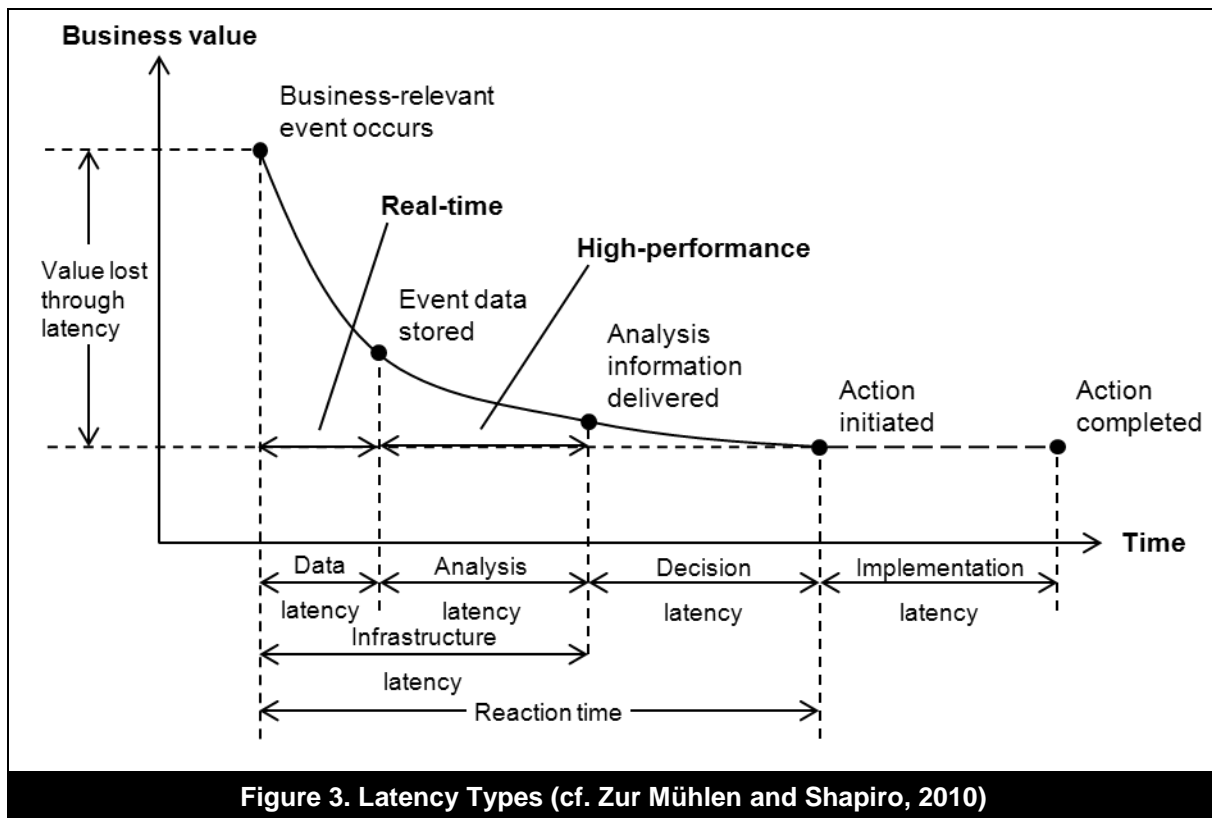 Business value
Business-relevant
event occurs
Real-time
High-performance
Value lost
through
latency
Event data
stored
Analysis
information
delivered
Action
initiated
Action
completed
Time
Data
latency
Analysis
latency
Decision
latency
Implementation
latency
Infrastructure
latency
Reaction time
Figure 3. Latency Types (cf. Zur Mühlen and Shapiro, 2010)